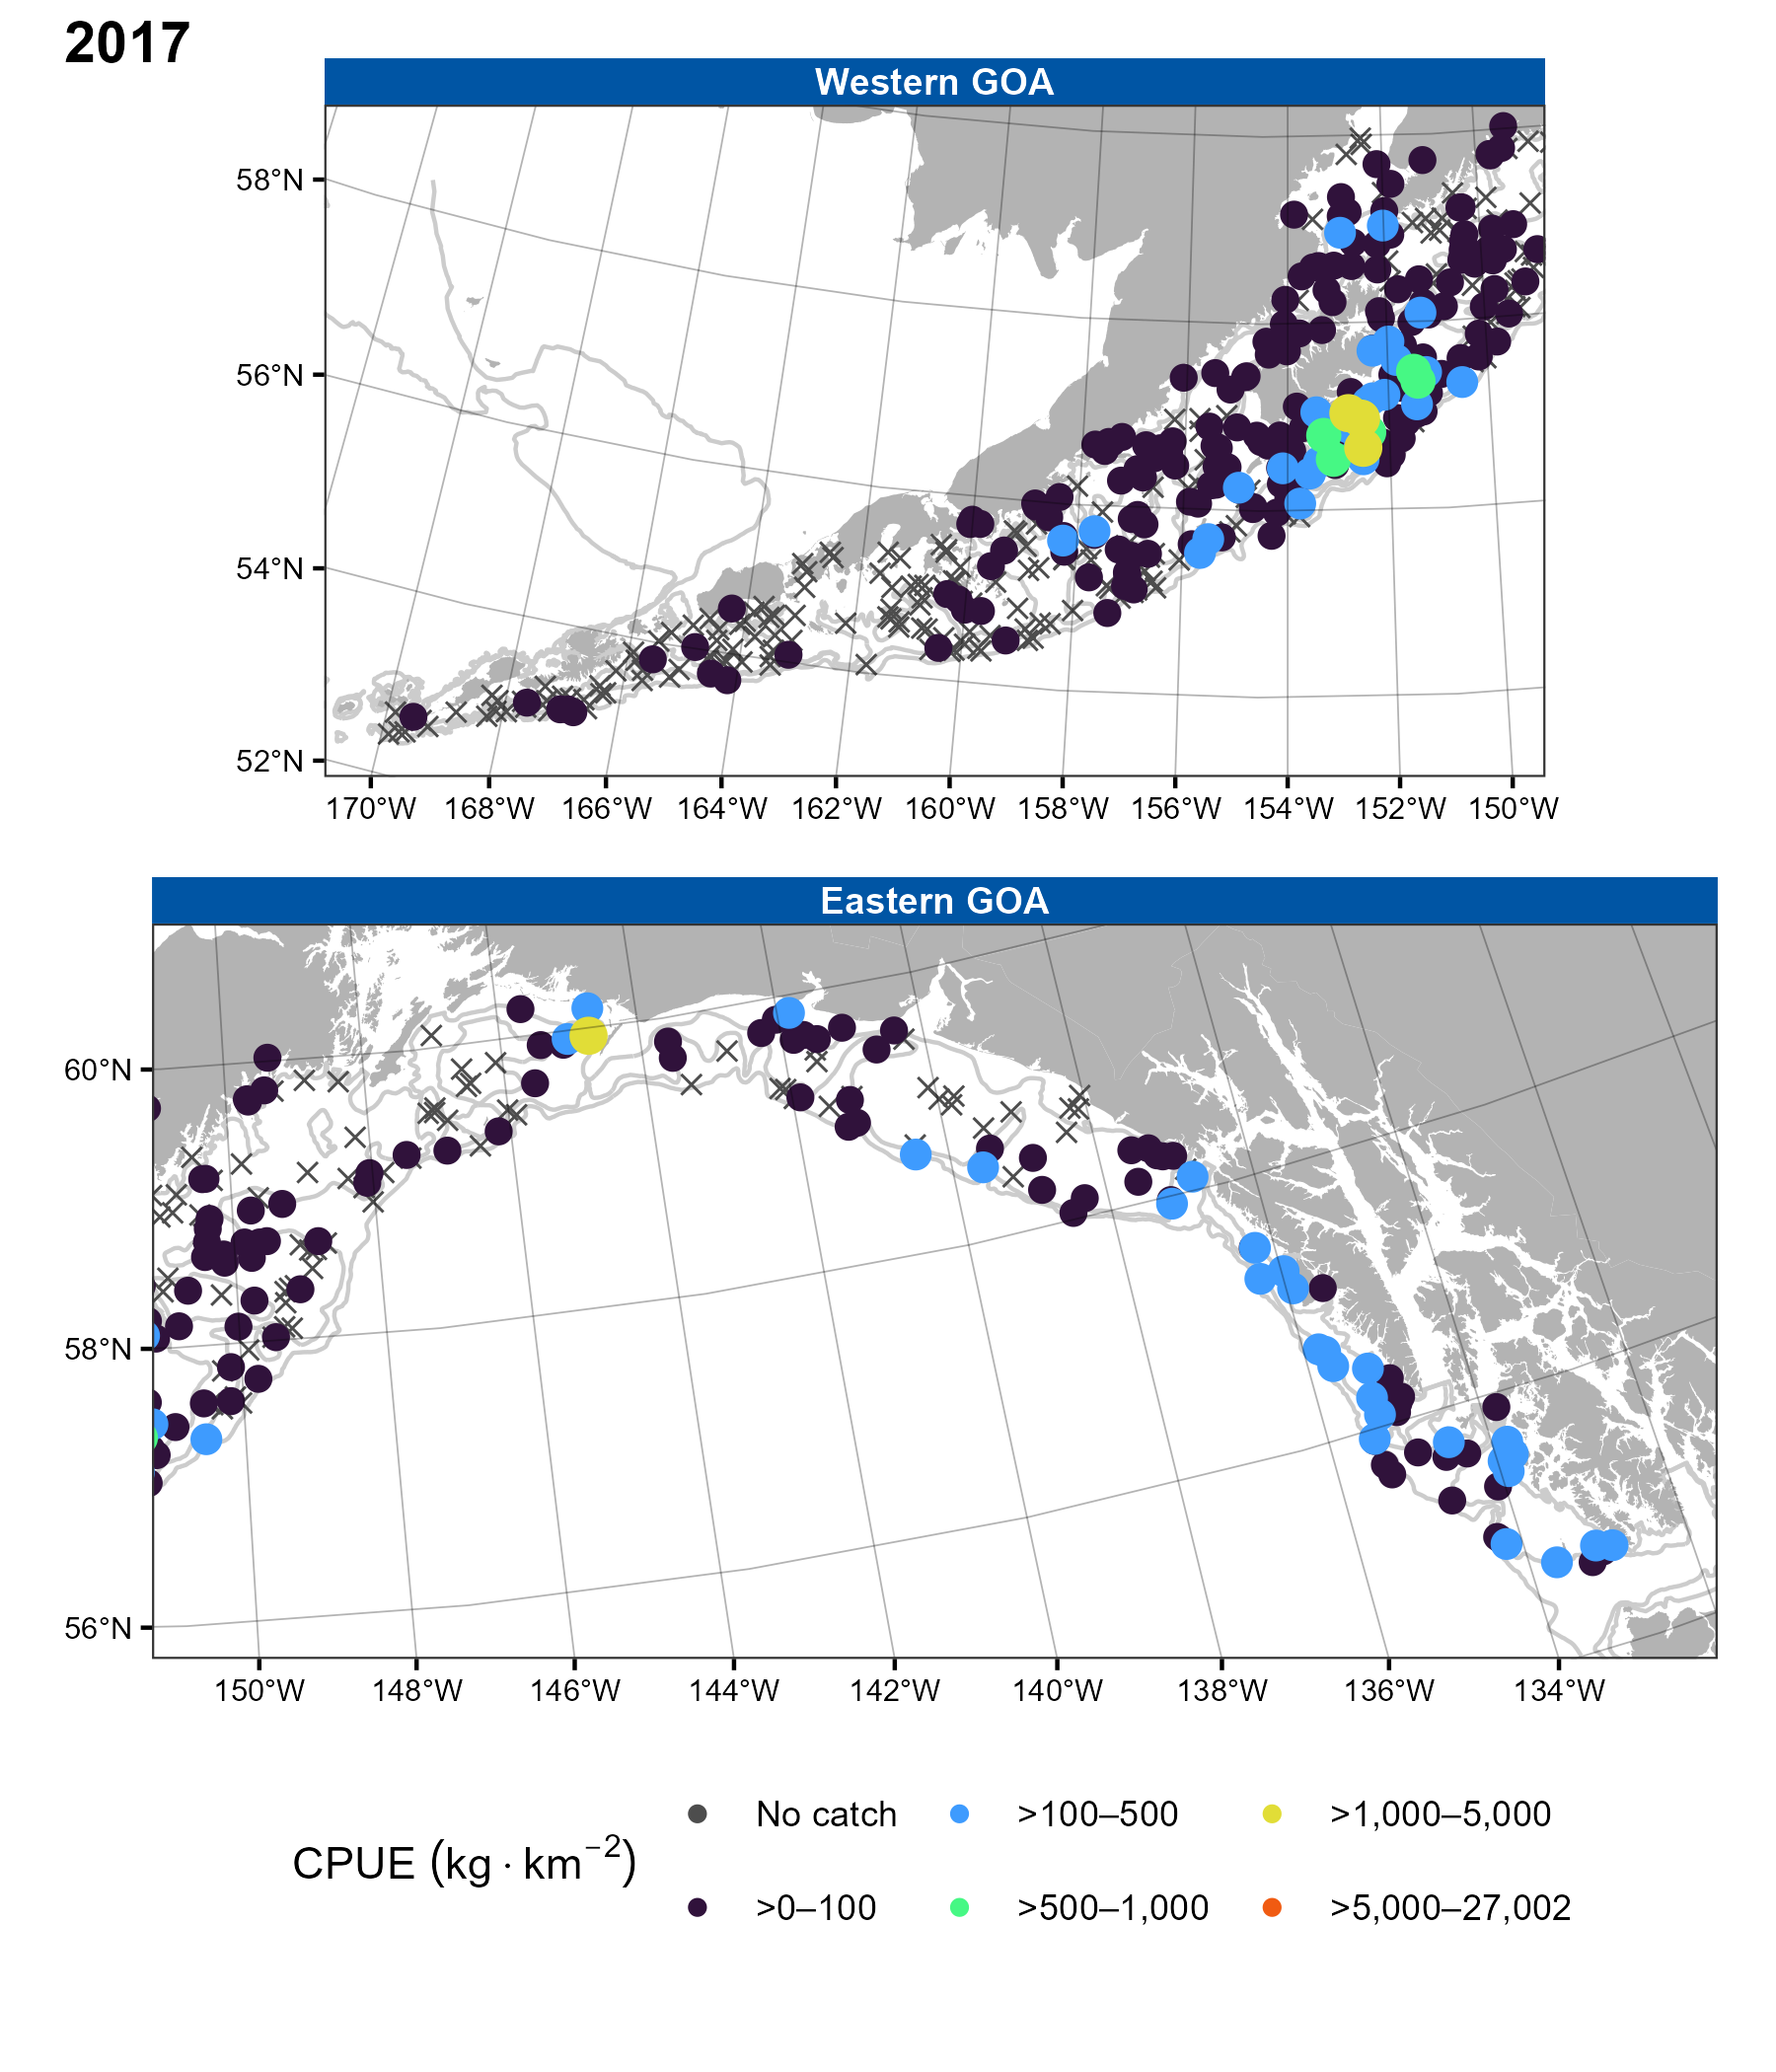 2017
Western GOA
58°N
56°N
54°N
52°N
170°W 168°W 166°W 164°W 162°W 160°W 158°W 156°W 154°W 152°W 150°W
Eastern GOA
60°N
58°N
56°N
150°W 148°W 146°W 144°W 142°W 140°W 138°W 136°W 134°W
CPUE (kg · km⁻²)
No catch >100–500 >1,000–5,000
>0–100 >500–1,000 >5,000–27,002